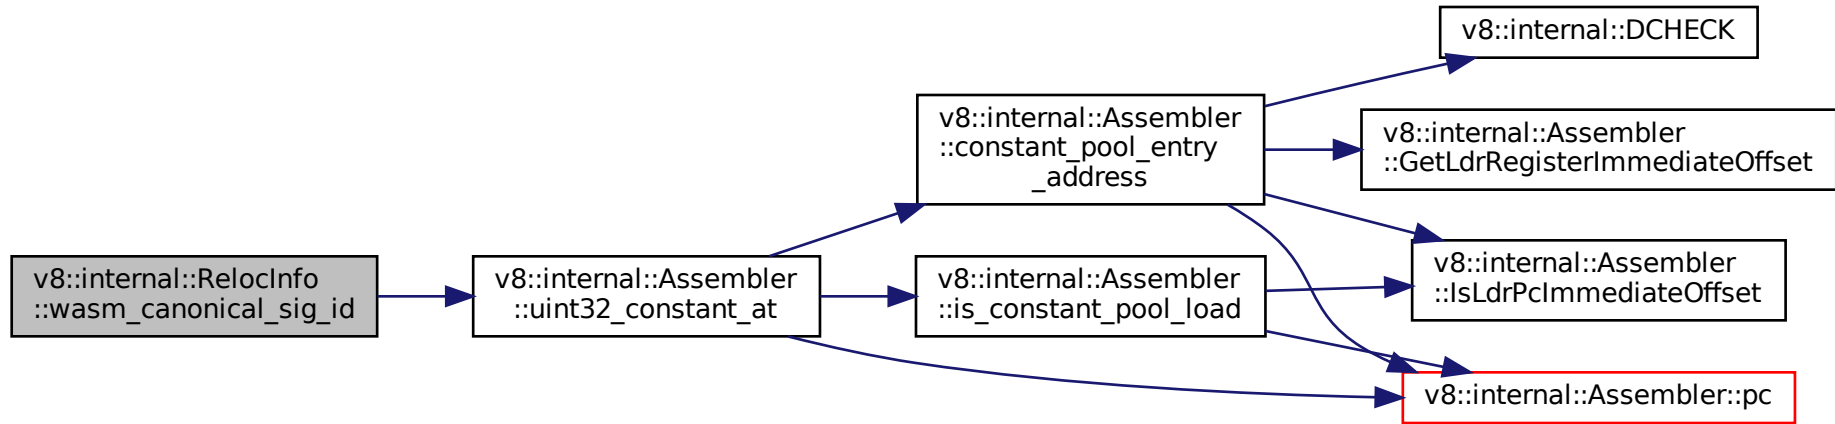 v8::internal::RelocInfo
::wasm_canonical_sig_id
v8::internal::Assembler
::uint32_constant_at
v8::internal::Assembler
::constant_pool_entry
_address
v8::internal::Assembler
::is_constant_pool_load
v8::internal::DCHECK
v8::internal::Assembler
::GetLdrRegisterImmediateOffset
v8::internal::Assembler
::IsLdrPcImmediateOffset
v8::internal::Assembler::pc